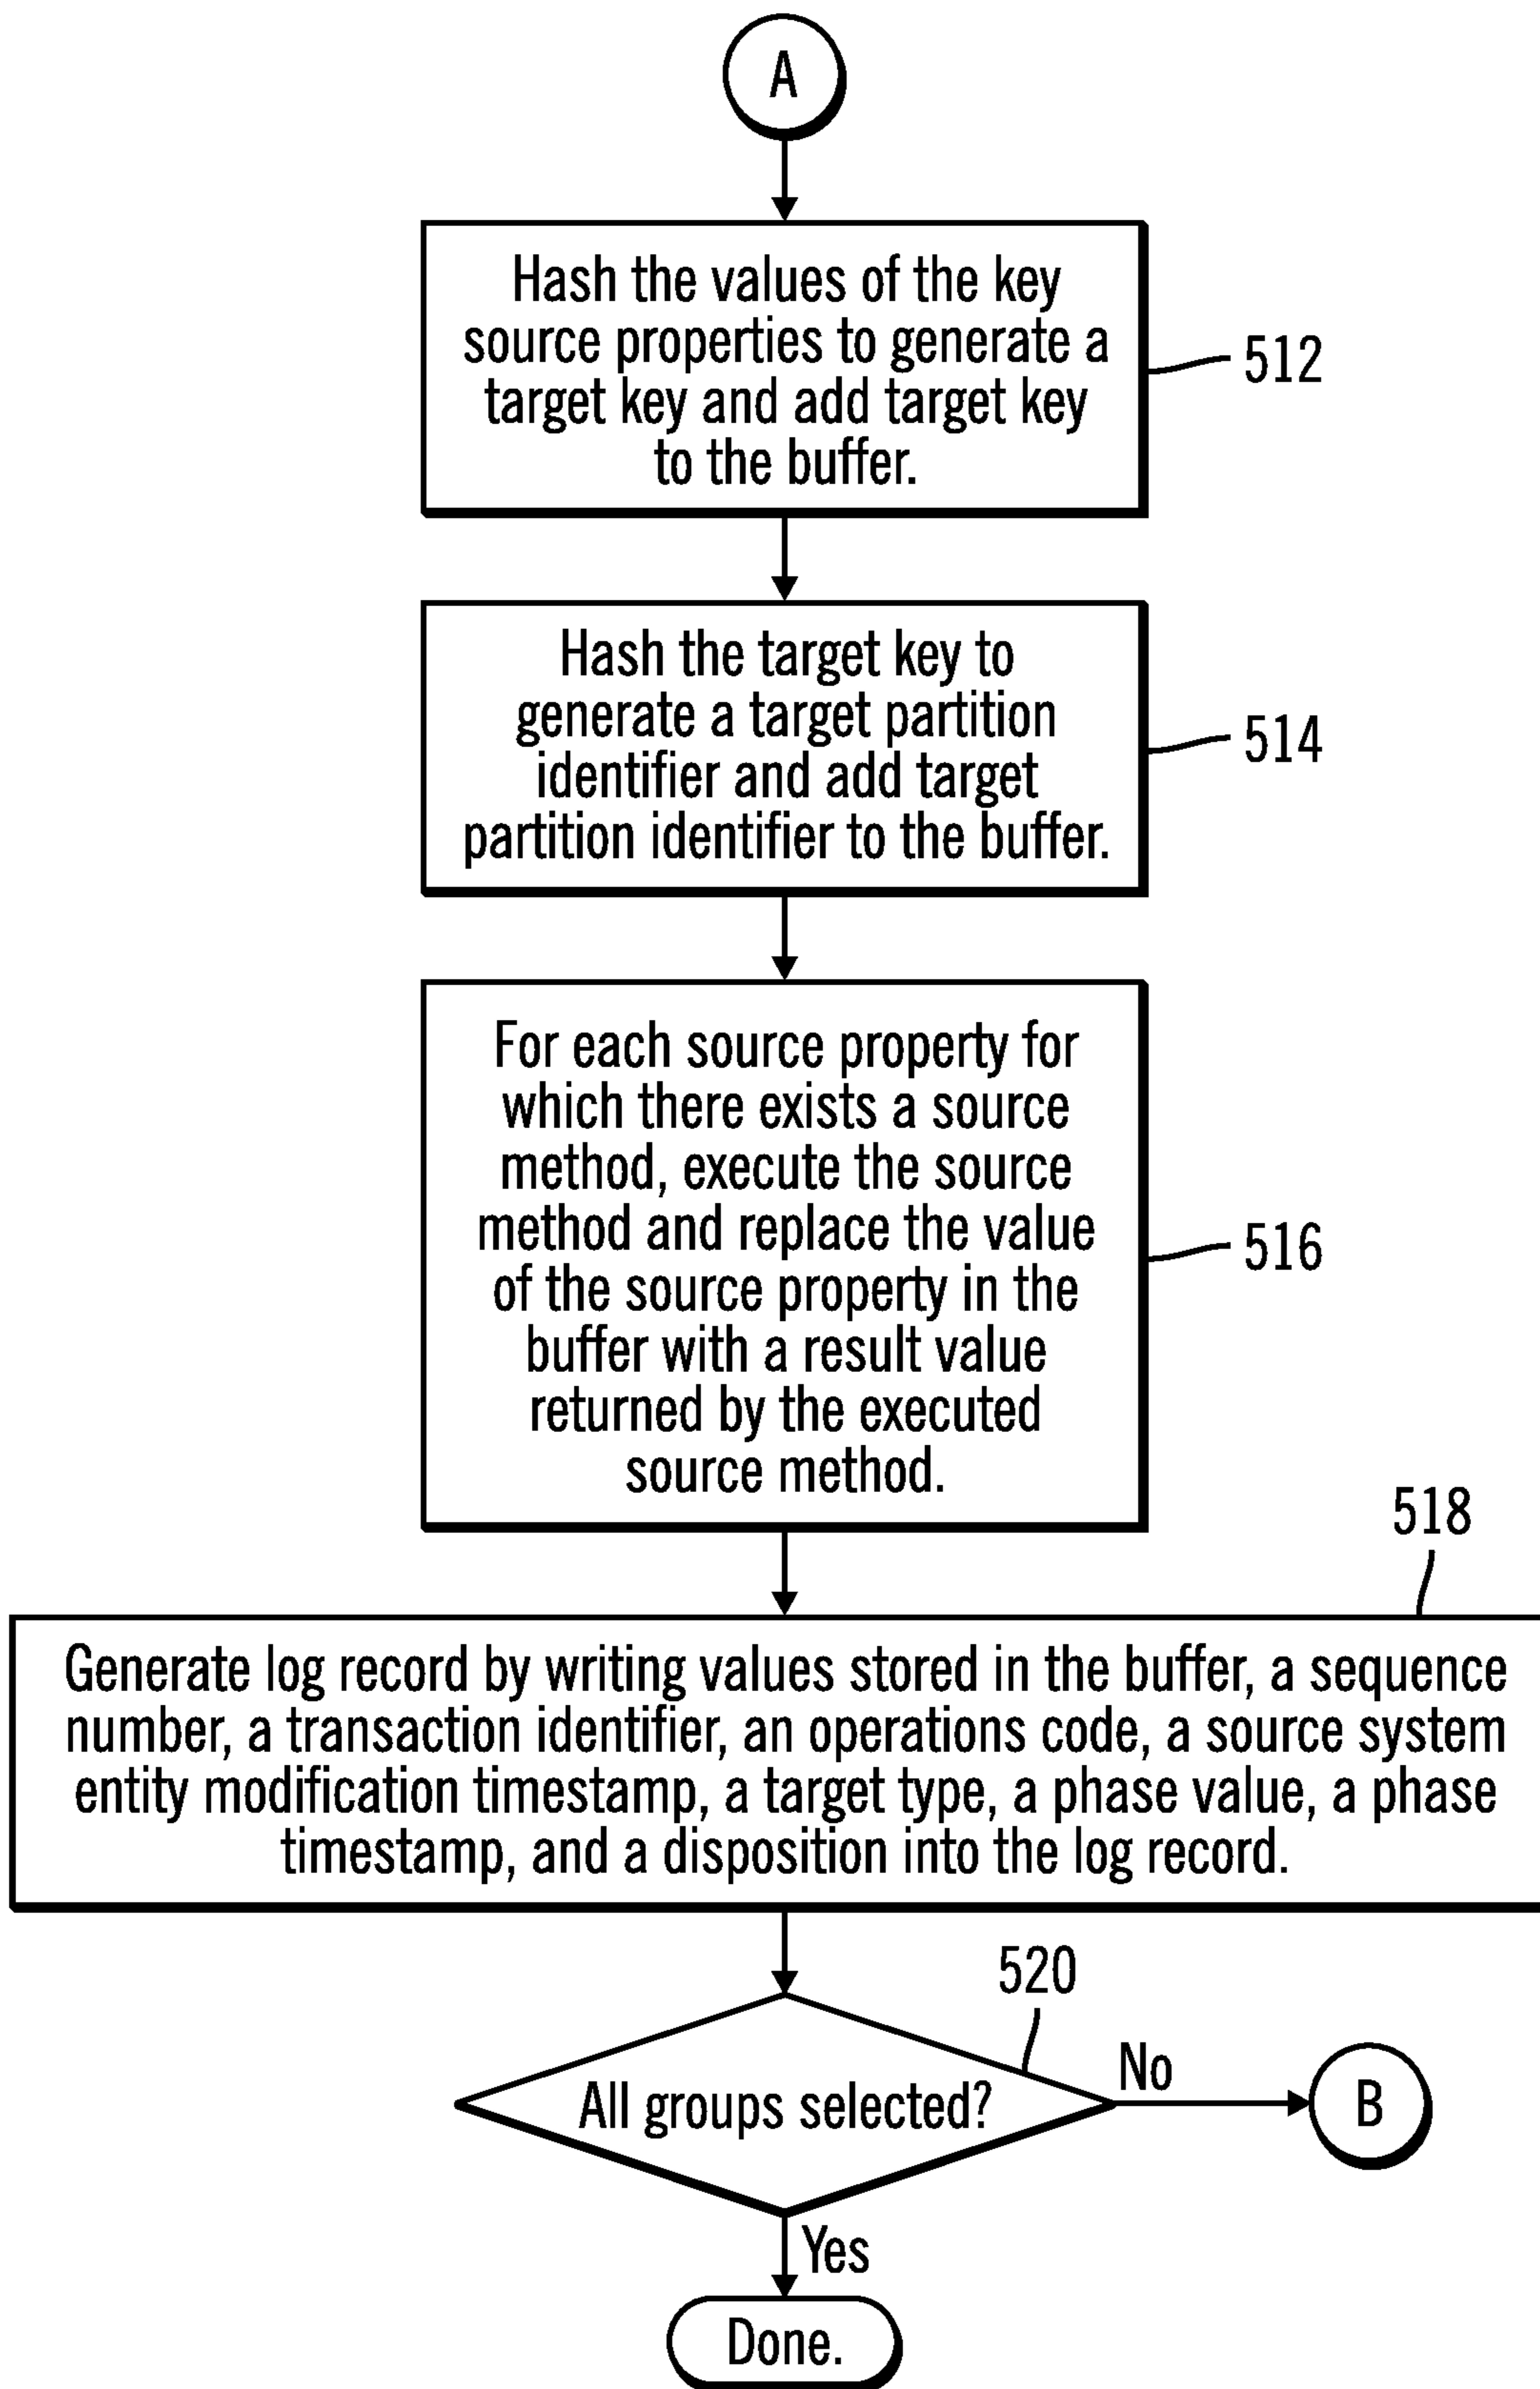 A
Hash the values of the key
source properties to generate a
target key and add target key
to the buffer.
512
Hash the target key to
generate a target partition
identifier and add target
partition identifier to the buffer.
514
For each source property for
which there exists a source
method, execute the source
method and replace the value
of the source property in the
buffer with a result value
returned by the executed
source method.
516
518
Generate log record by writing values stored in the buffer, a sequence
number, a transaction identifier, an operations code, a source system
entity modification timestamp, a target type, a phase value, a phase
timestamp, and a disposition into the log record.
520
All groups selected?
No
B
Yes
Done.